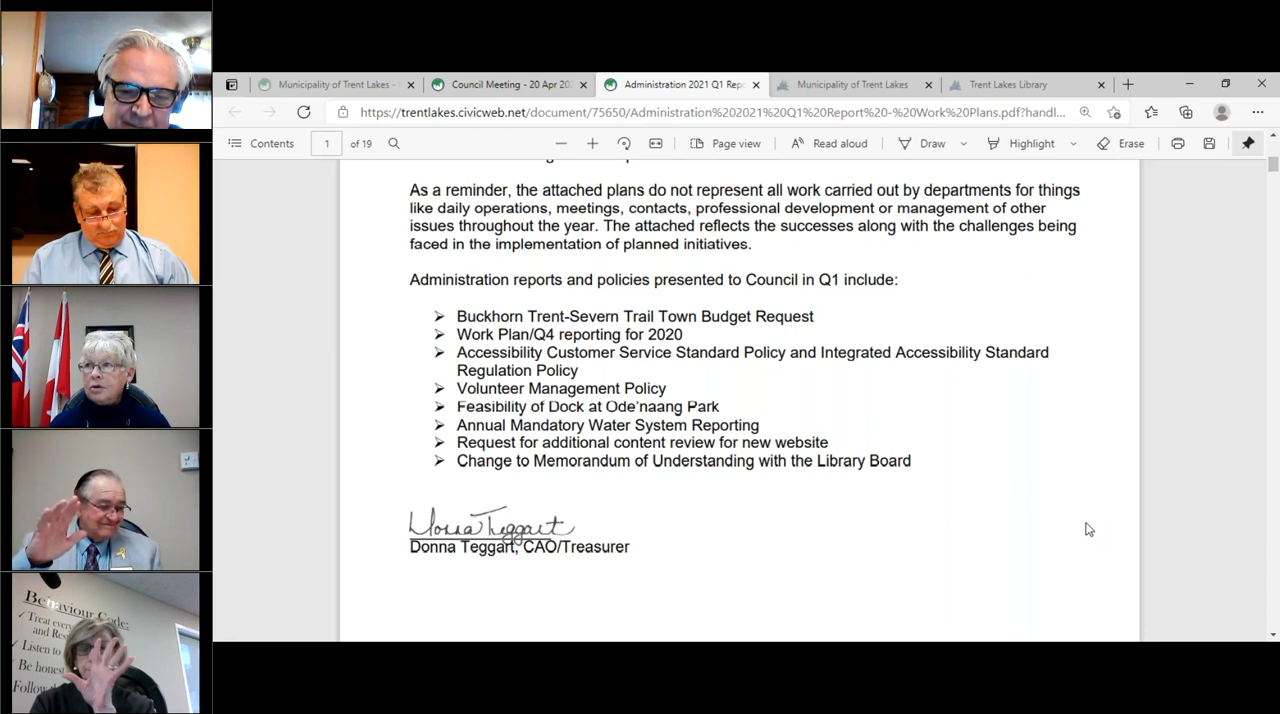 Municipality of Trent Lakes -
Council Meeting - 20 Apr 202
Administration 2021 Q1 Repo
Municipality of Trent Lakes
Trent Lakes Library
https://trentlakes.civicweb.net/document/75650/Administration%202021%20Q1%20Report%20-%20Work%20Plans.pdf?handl...
Contents
1 of 19
Page view
Read aloud
Draw
Highlight
Erase
As a reminder, the attached plans do not represent all work carried out by departments for things
like daily operations, meetings, contacts, professional development or management of other
issues throughout the year. The attached reflects the successes along with the challenges being
faced in the implementation of planned initiatives.
Administration reports and policies presented to Council in Q1 include:
➢ Buckhorn Trent-Severn Trail Town Budget Request
➢ Work Plan/Q4 reporting for 2020
➢ Accessibility Customer Service Standard Policy and Integrated Accessibility Standard
Regulation Policy
➢ Volunteer Management Policy
➢ Feasibility of Dock at Ode'naang Park
➢ Annual Mandatory Water System Reporting
➢ Request for additional content review for new website
➢ Change to Memorandum of Understanding with the Library Board
Donna Teggart
Donna Teggart, CAO/Treasurer
Behaviour Code:
✓Treat
and
✓ Listen to
Be
Follow